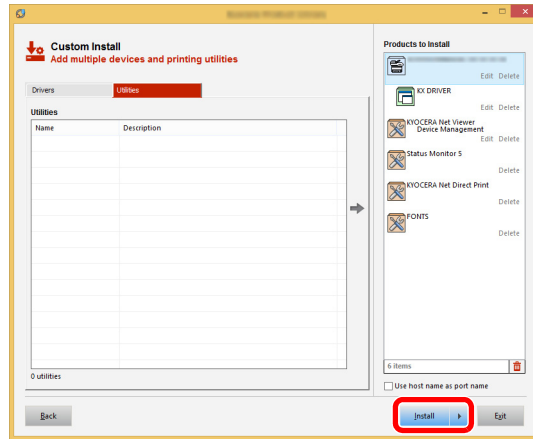 Custom Install
Add multiple devices and printing utilities
Drivers
Utilities
Utilities
Name Description
0 utilities
Products to Install
Edit Delete
KX DRIVER
Edit Delete
KYOCERA Net Viewer
Device Management
Edit Delete
Status Monitor 5
Delete
KYOCERA Net Direct Print
Delete
FONTS
Delete
6 items
Use host name as port name
Back
Install
Exit